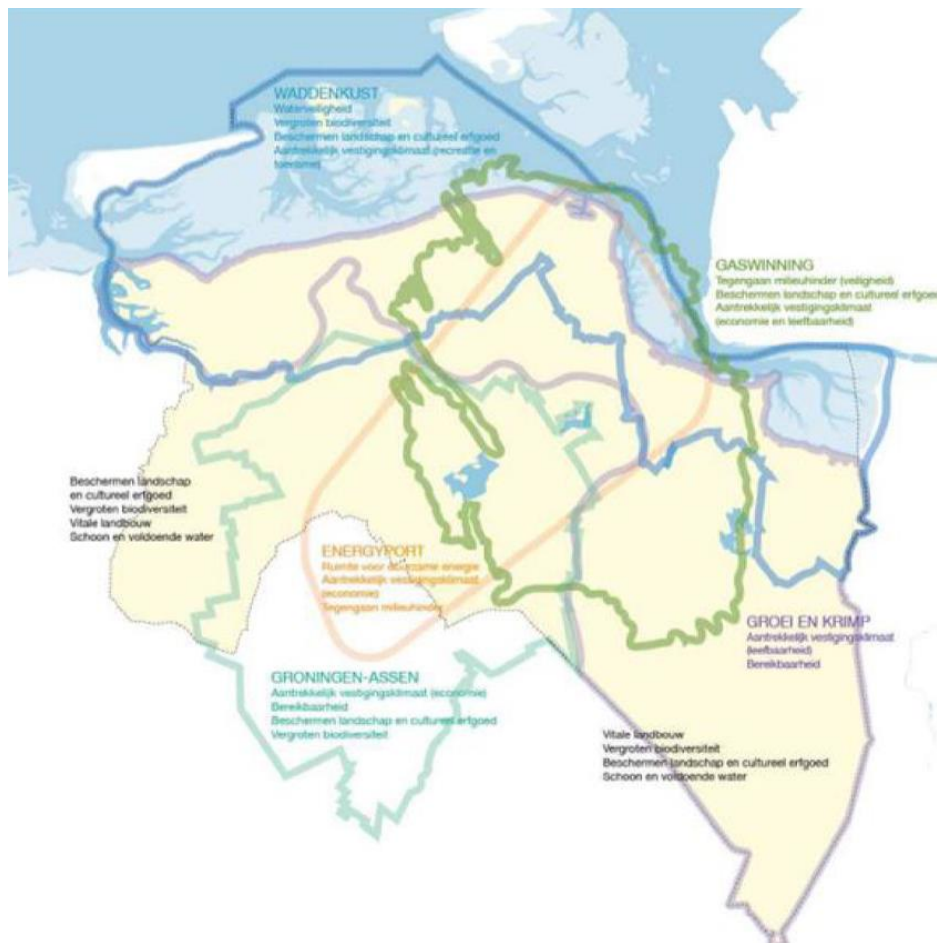 WADDENKUST
Waterveiligheid
Vergroten biodiversiteit
Beschermen landschap en cultureel erfgoed
Aantrekkelijk vestigingsklimaat (recreatie en
toerisme)
GASWINNING
Tegengaan milieuhinder (veiligheid)
Beschermen landschap en cultureel erfgoed
Aantrekkelijk vestigingsklimaat
(economie en leefbaarheid)
Beschermen landschap
en cultureel erfgoed
Vergroten biodiversiteit
Vitale landbouw
Schoon en voldoende water
ENERGYPORT
Ruimte voor duurzame energie
Aantrekkelijk vestigingsklimaat
(economie)
Tegengaan milieuhinder
GROEI EN KRIMP
Aantrekkelijk vestigingsklimaat
(leefbaarheid)
Bereikbaarheid
GRONINGEN-ASSEN
Aantrekkelijk vestigingsklimaat (economie)
Bereikbaarheid
Beschermen landschap en cultureel erfgoed
Vergroten biodiversiteit
Vitale landbouw
Vergroten biodiversiteit
Beschermen landschap en cultureel erfgoed
Schoon en voldoende water